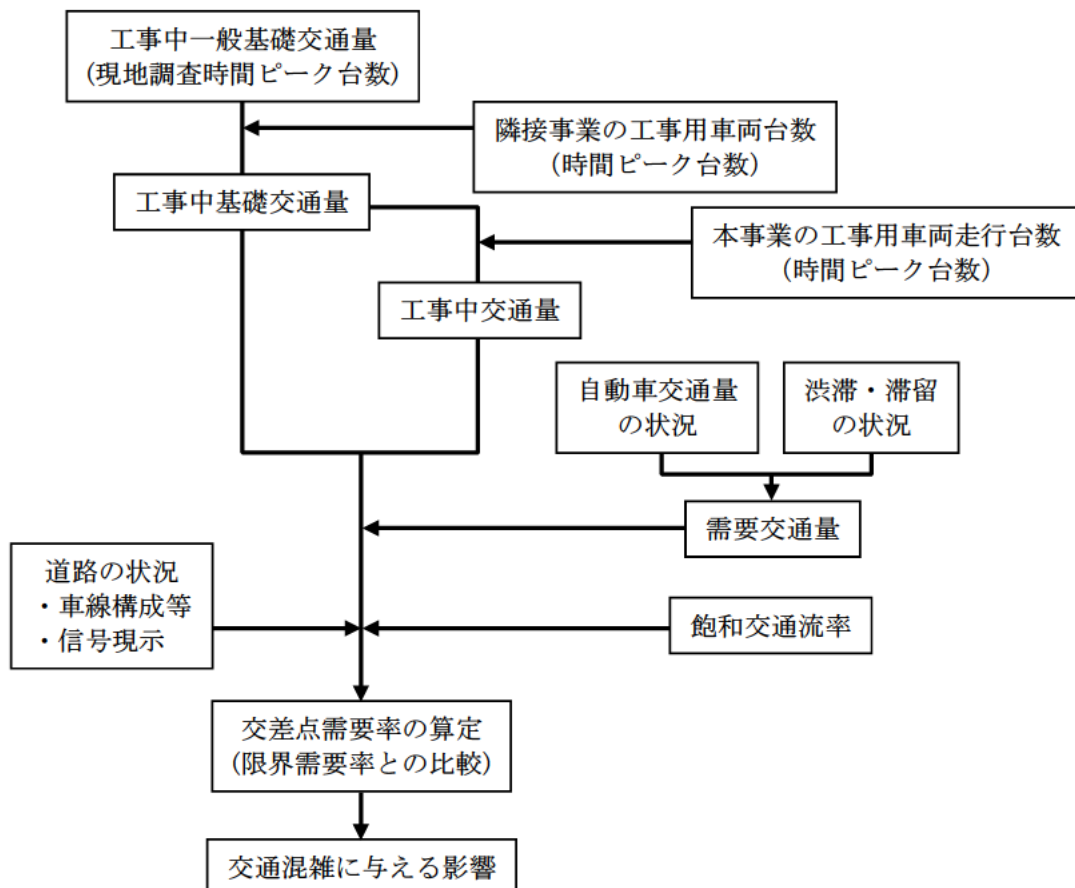 工事中一般基礎交通量
(現地調査時間ピーク台数)
隣接事業の工事用車両台数
(時間ピーク台数)
工事中基礎交通量
本事業の工事用車両走行台数
(時間ピーク台数)
工事中交通量
自動車交通量
の状況
渋滞・滞留
の状況
需要交通量
道路の状況
・車線構成等
・信号現示
飽和交通流率
交差点需要率の算定
(限界需要率との比較)
交通混雑に与える影響